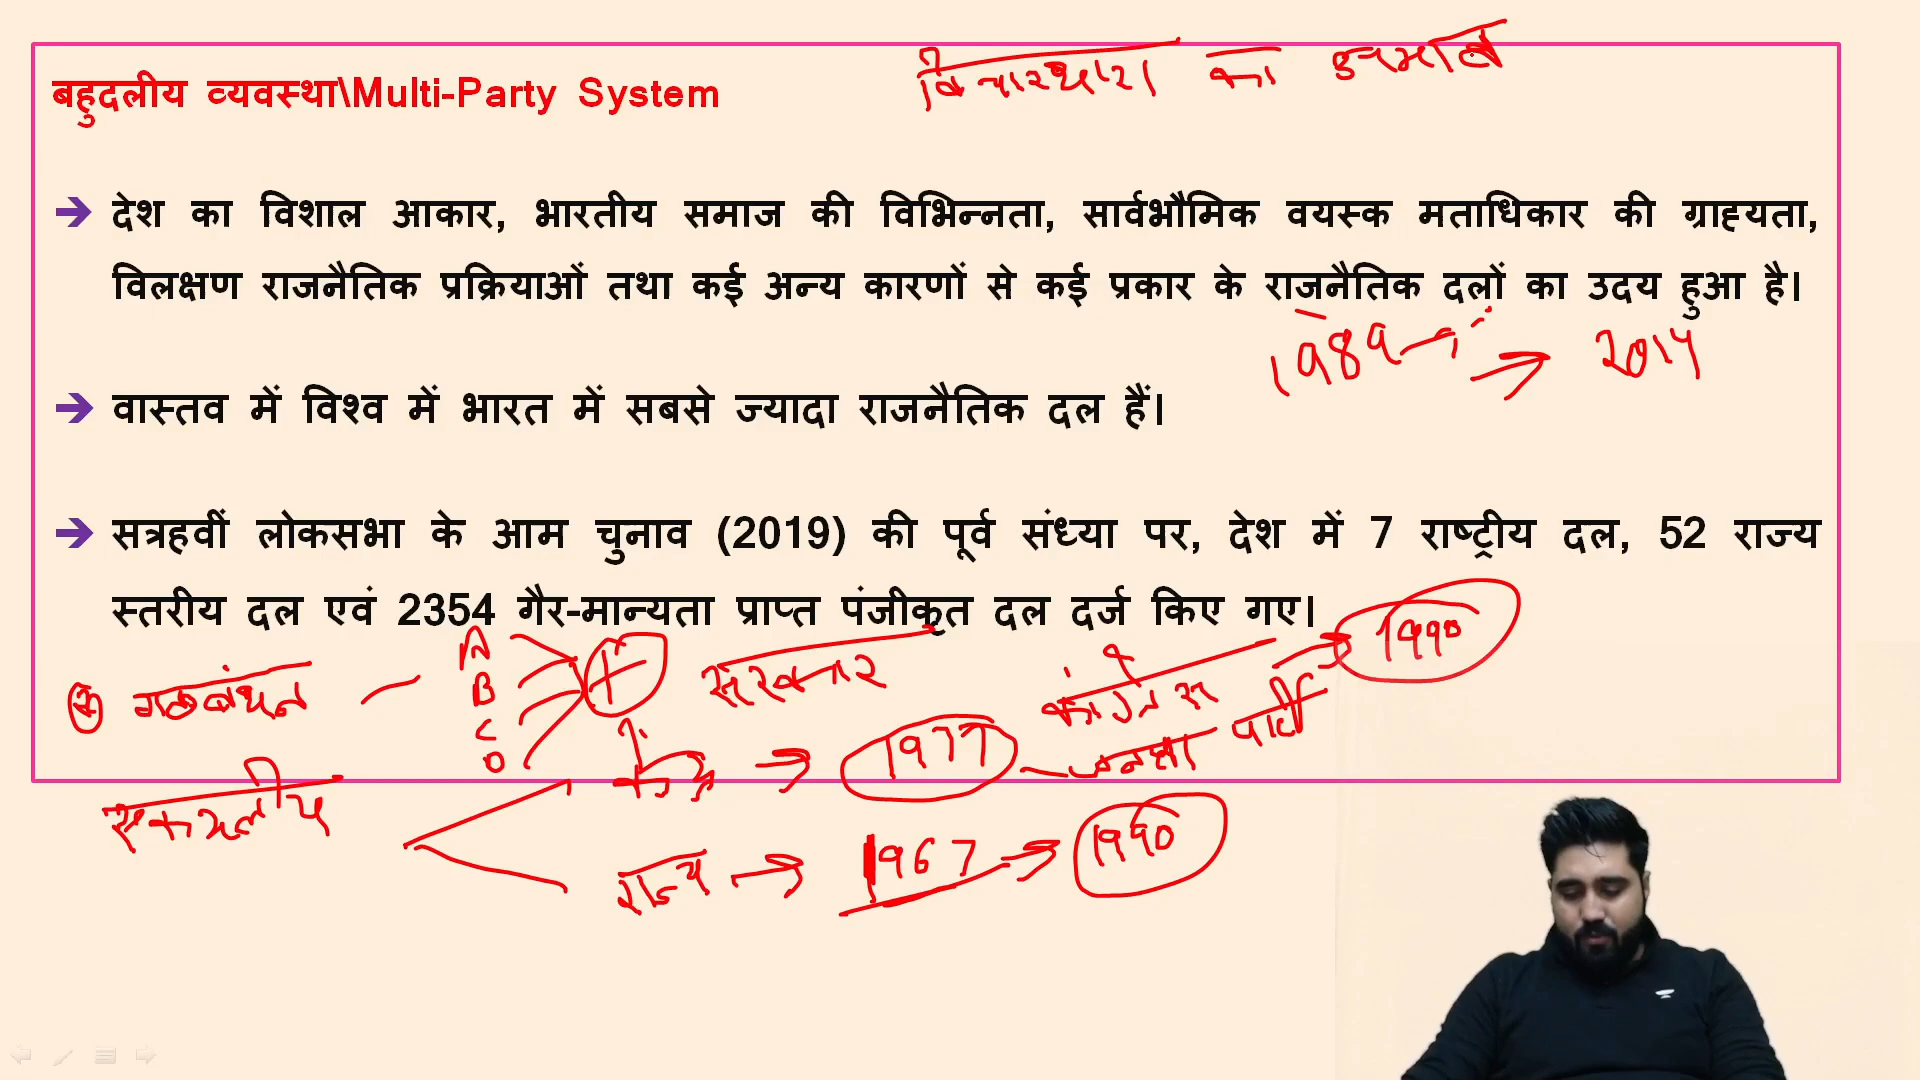 विचारधारा का
बहुदलीय व्यवस्था\Multi-Party System
➔ देश का विशाल आकार, भारतीय समाज की विभिन्नता, सार्वभौमिक वयस्क मताधिकार की ग्राह्यता,
विलक्षण राजनैतिक प्रक्रियाओं तथा कई अन्य कारणों से कई प्रकार के राजनैतिक दलों का उदय हुआ है।
1989 → 2014
➔ वास्तव में विश्व में भारत में सबसे ज्यादा राजनैतिक दल हैं।
➔ सत्रहवीं लोकसभा के आम चुनाव (2019) की पूर्व संध्या पर, देश में 7 राष्ट्रीय दल, 52 राज्य
स्तरीय दल एवं 2354 गैर-मान्यता प्राप्त पंजीकृत दल दर्ज किए गए।
गठबंधन — A B C D + सरकार
कांग्रेस → 1990
केंद्र → 1977 — जनता पार्टी
राज्य → 1967 → 1990